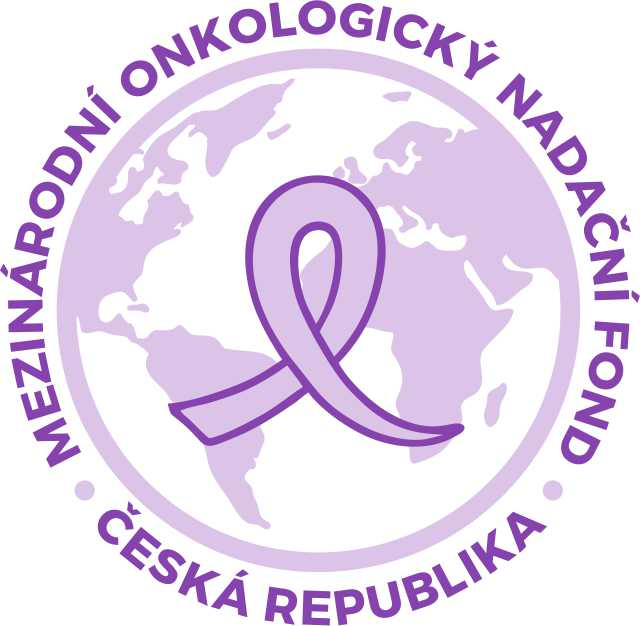 MEZINÁRODNÍ ONKOLOGICKÝ NADAČNÍ FOND
ČESKÁ REPUBLIKA